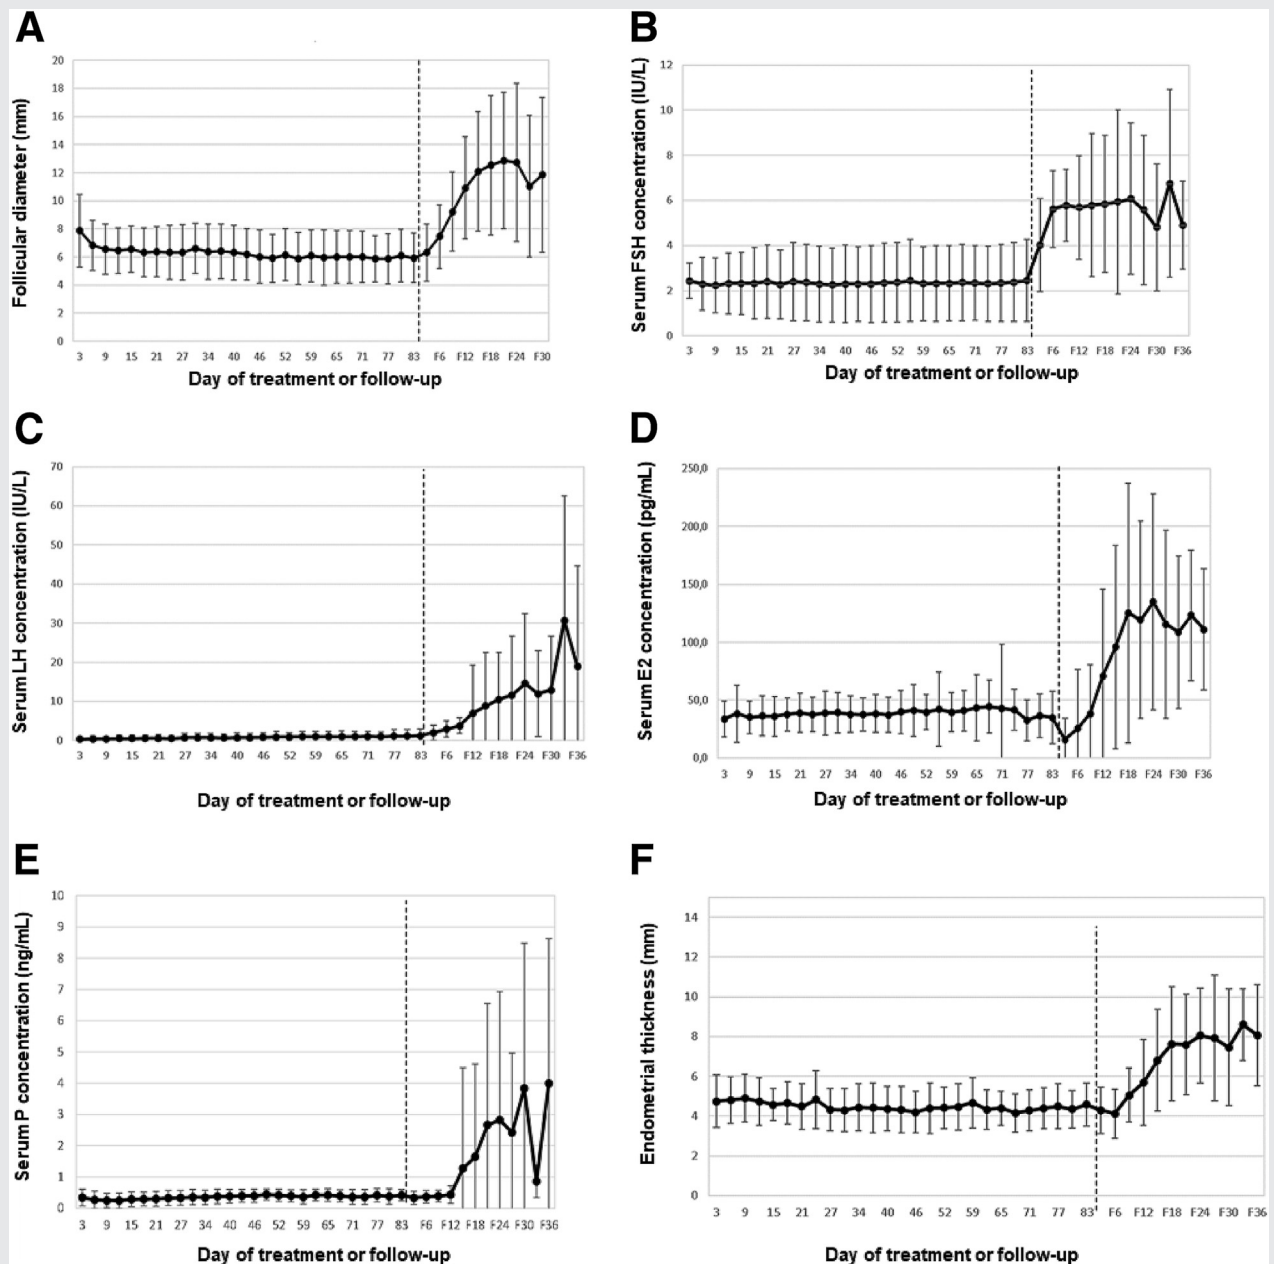 A
Follicular diameter (mm)
20
18
16
14
12
10
8
6
4
2
0
3 9 15 21 27 34 40 46 52 59 65 71 77 83 F6 F12 F18 F24 F30
Day of treatment or follow-up
B
Serum FSH concentration (IU/L)
12
10
8
6
4
2
0
3 9 15 21 27 34 40 46 52 59 65 71 77 83 F6 F12 F18 F24 F30 F36
Day of treatment or follow-up
C
Serum LH concentration (IU/L)
70
60
50
40
30
20
10
0
3 9 15 21 27 34 40 46 52 59 65 71 77 83 F6 F12 F18 F24 F30 F36
Day of treatment or follow-up
D
Serum E2 concentration (pg/mL)
250,0
200,0
150,0
100,0
50,0
0,0
3 9 15 21 27 34 40 46 52 59 65 71 77 83 F6 F12 F18 F24 F30 F36
Day of treatment or follow-up
E
Serum P concentration (ng/mL)
10
9
8
7
6
5
4
3
2
1
0
3 9 15 21 27 34 40 46 52 59 65 71 77 83 F6 F12 F18 F24 F30 F36
Day of treatment or follow-up
F
Endometrial thickness (mm)
14
12
10
8
6
4
2
0
3 9 15 21 27 34 40 46 52 59 65 71 77 83 F6 F12 F18 F24 F30 F36
Day of treatment or follow-up